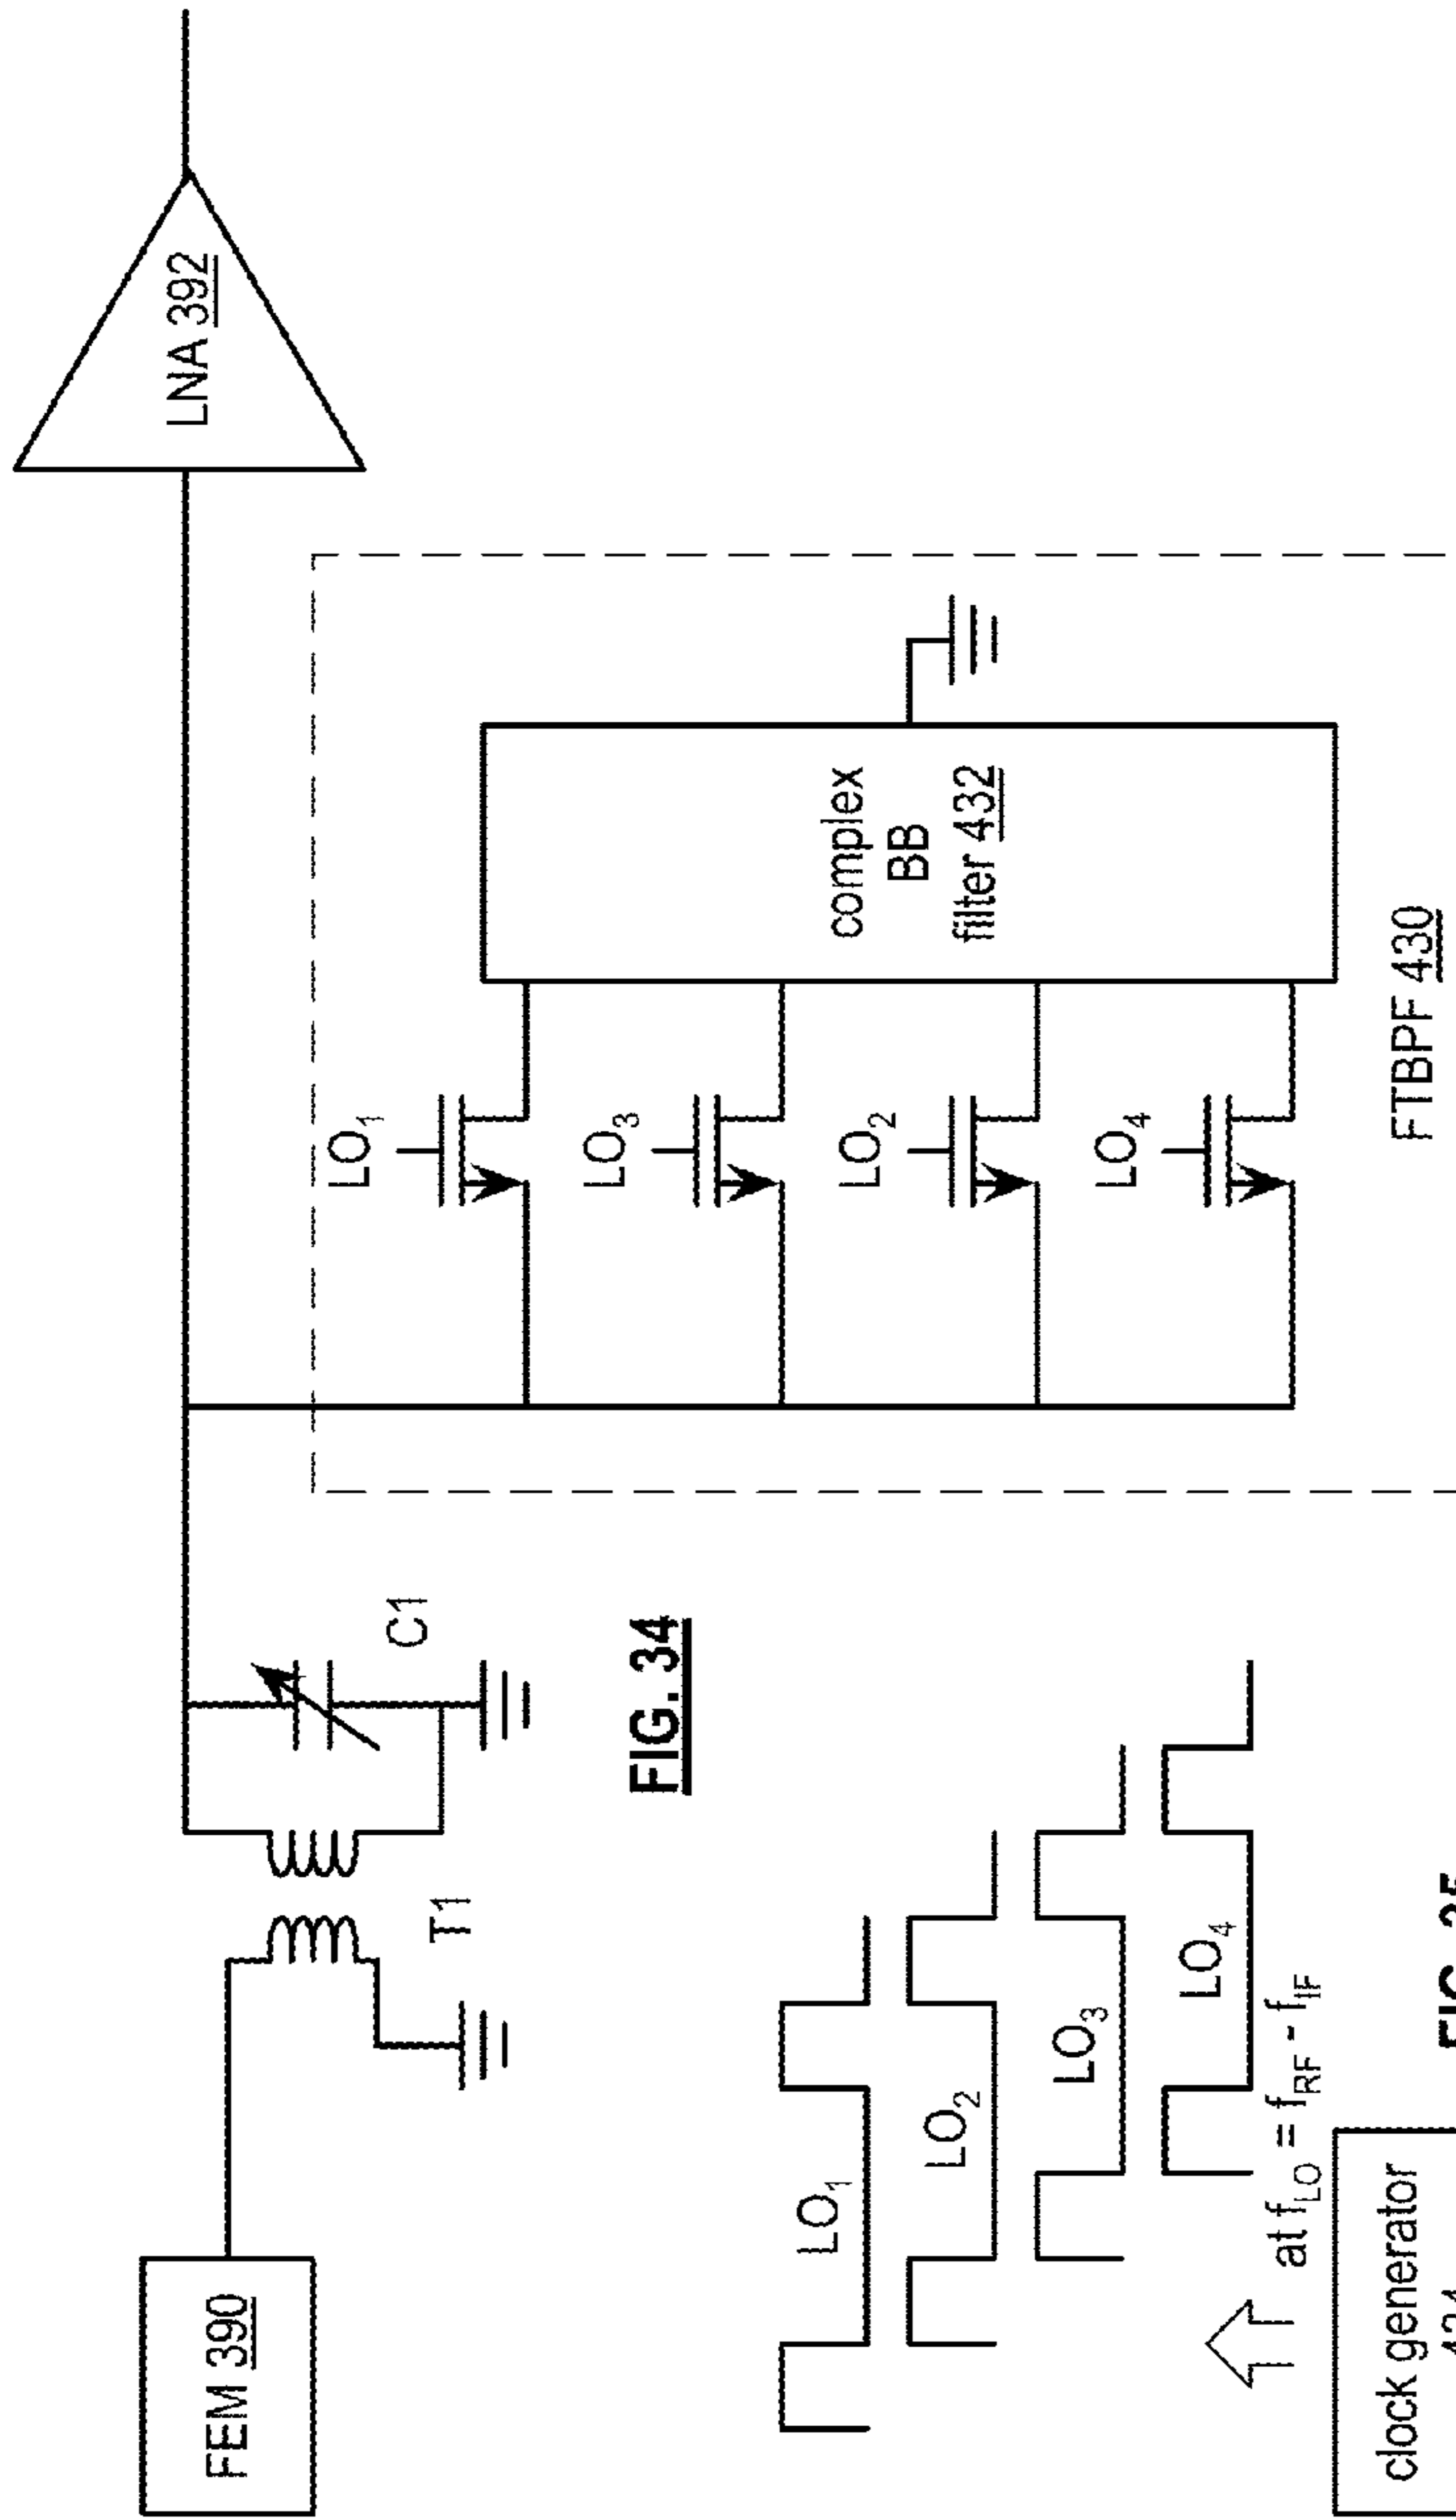 FEM 390
T1
C1
LNA 392
FIG. 34
LO1
LO3
LO2
LO4
complex
BB
filter 432
FTBPF 430
LO1
LO2
LO3
LO4
at fLO = fRF - fIF
clock generator